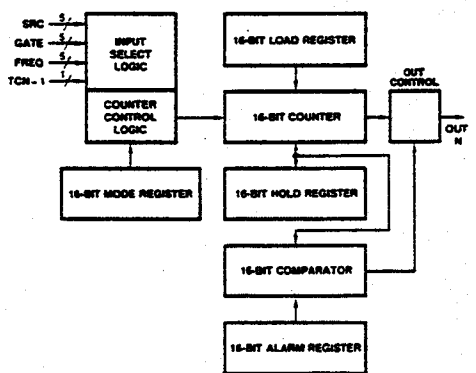 SRC 5
GATE 5
FREQ 5
TCN-1 1
INPUT
SELECT
LOGIC
COUNTER
CONTROL
LOGIC
16-BIT MODE REGISTER
16-BIT LOAD REGISTER
16-BIT COUNTER
16-BIT HOLD REGISTER
16-BIT COMPARATOR
16-BIT ALARM REGISTER
OUT
CONTROL
OUT
N